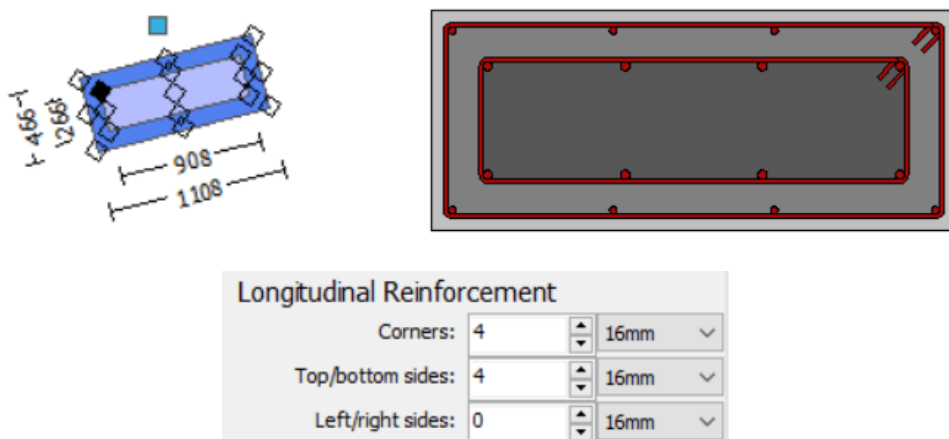 466
266
908
1108
Longitudinal Reinforcement
Corners: 4 16mm
Top/bottom sides: 4 16mm
Left/right sides: 0 16mm